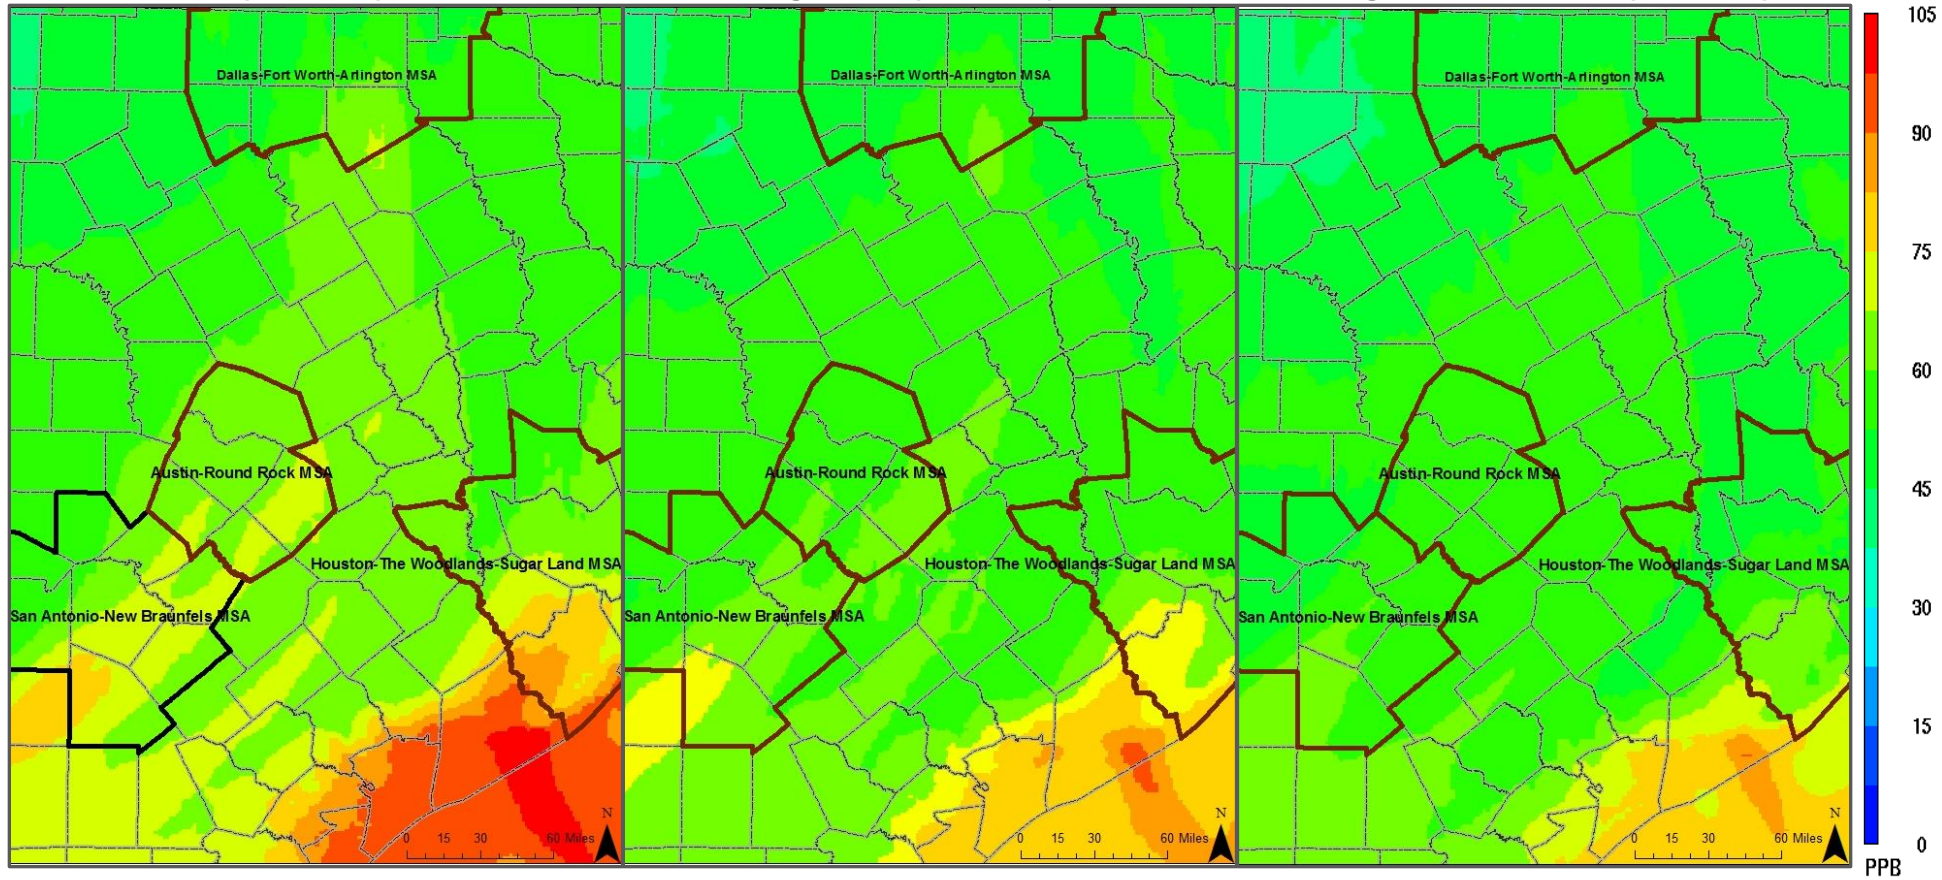 Dallas-Fort Worth-Arlington MSA
Austin-Round Rock MSA
Houston-The Woodlands-Sugar Land MSA
San Antonio-New Braunfels MSA
N
0 15 30 60 Miles
Dallas-Fort Worth-Arlington MSA
Austin-Round Rock MSA
Houston-The Woodlands-Sugar Land MSA
San Antonio-New Braunfels MSA
N
0 15 30 60 Miles
Dallas-Fort Worth-Arlington MSA
Austin-Round Rock MSA
Houston-The Woodlands-Sugar Land MSA
San Antonio-New Braunfels MSA
N
0 15 30 60 Miles
105
90
75
60
45
30
15
0
PPB